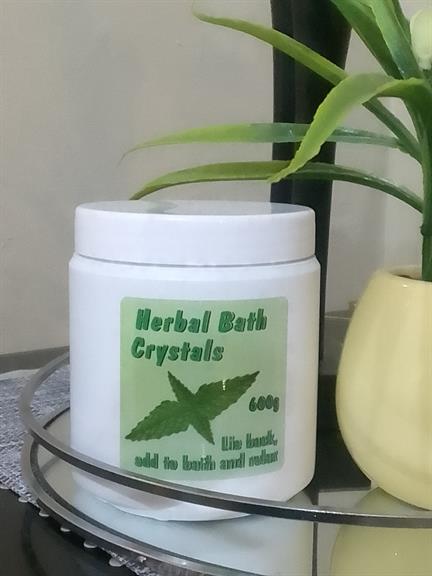 Herbal Bath
Crystals
600g
Lie back,
add to bath and relax